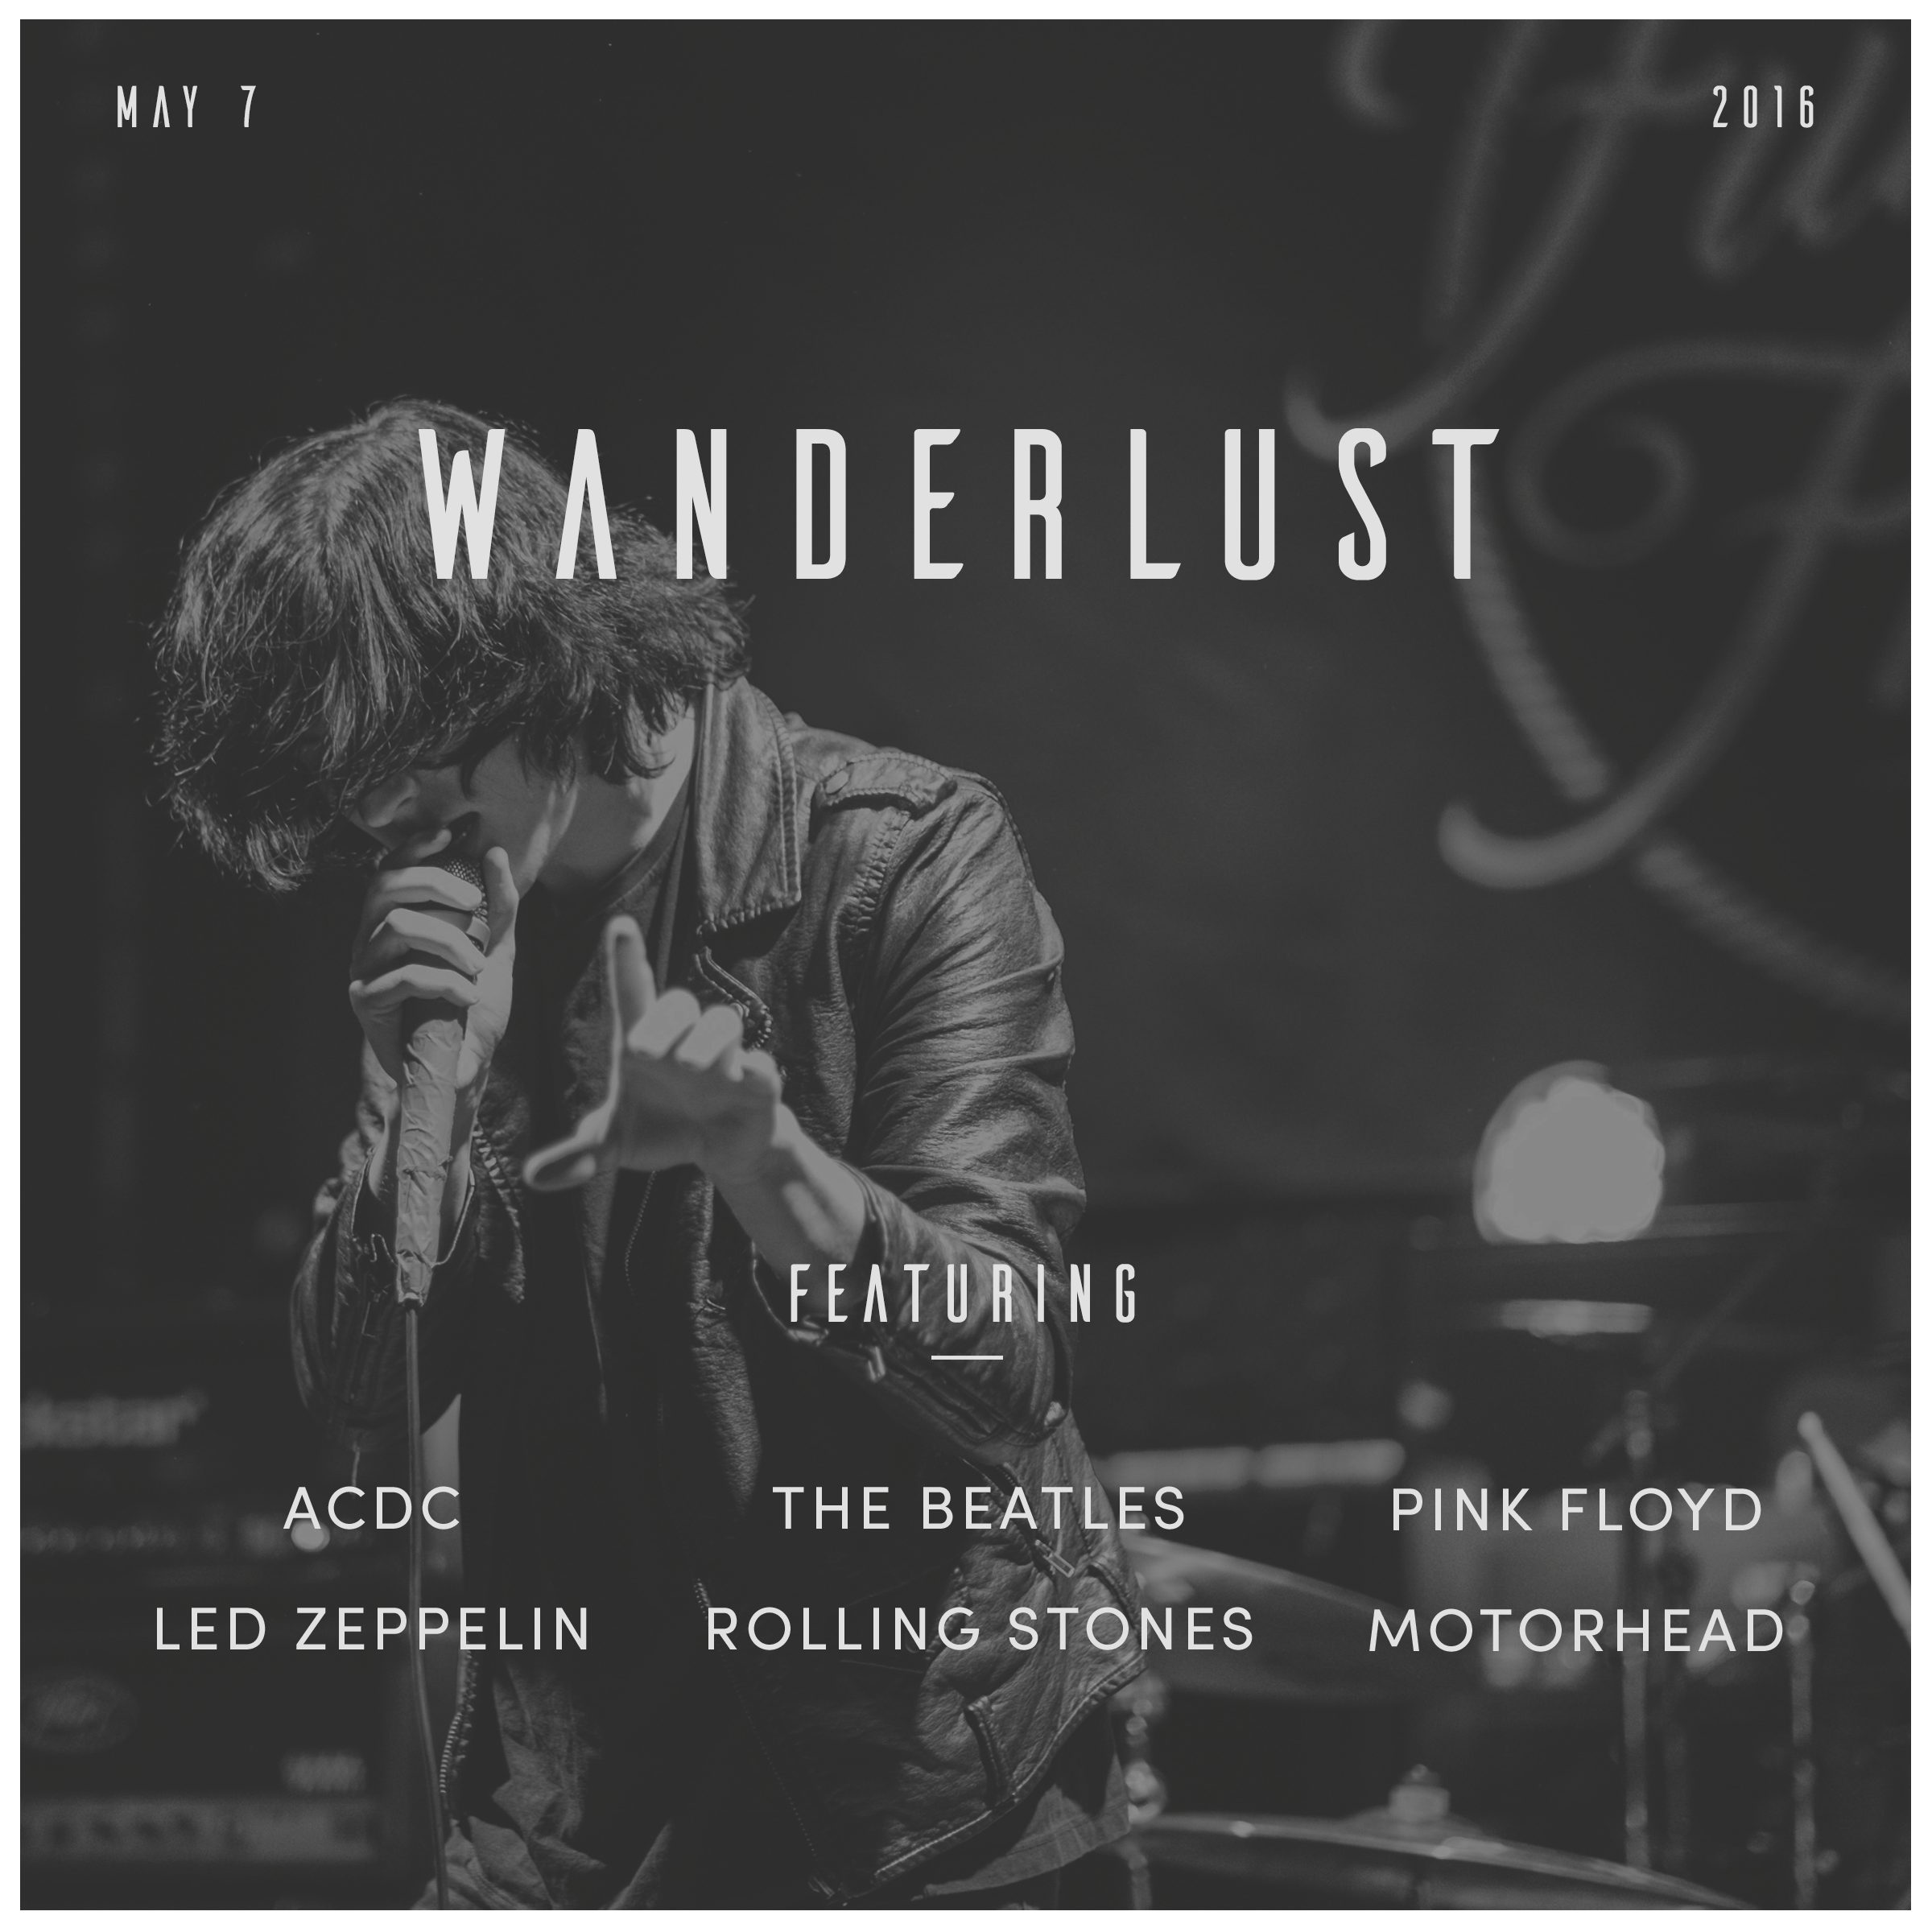 MAY 7 2016
WANDERLUST
FEATURING
ACDC THE BEATLES PINK FLOYD
LED ZEPPELIN ROLLING STONES MOTORHEAD